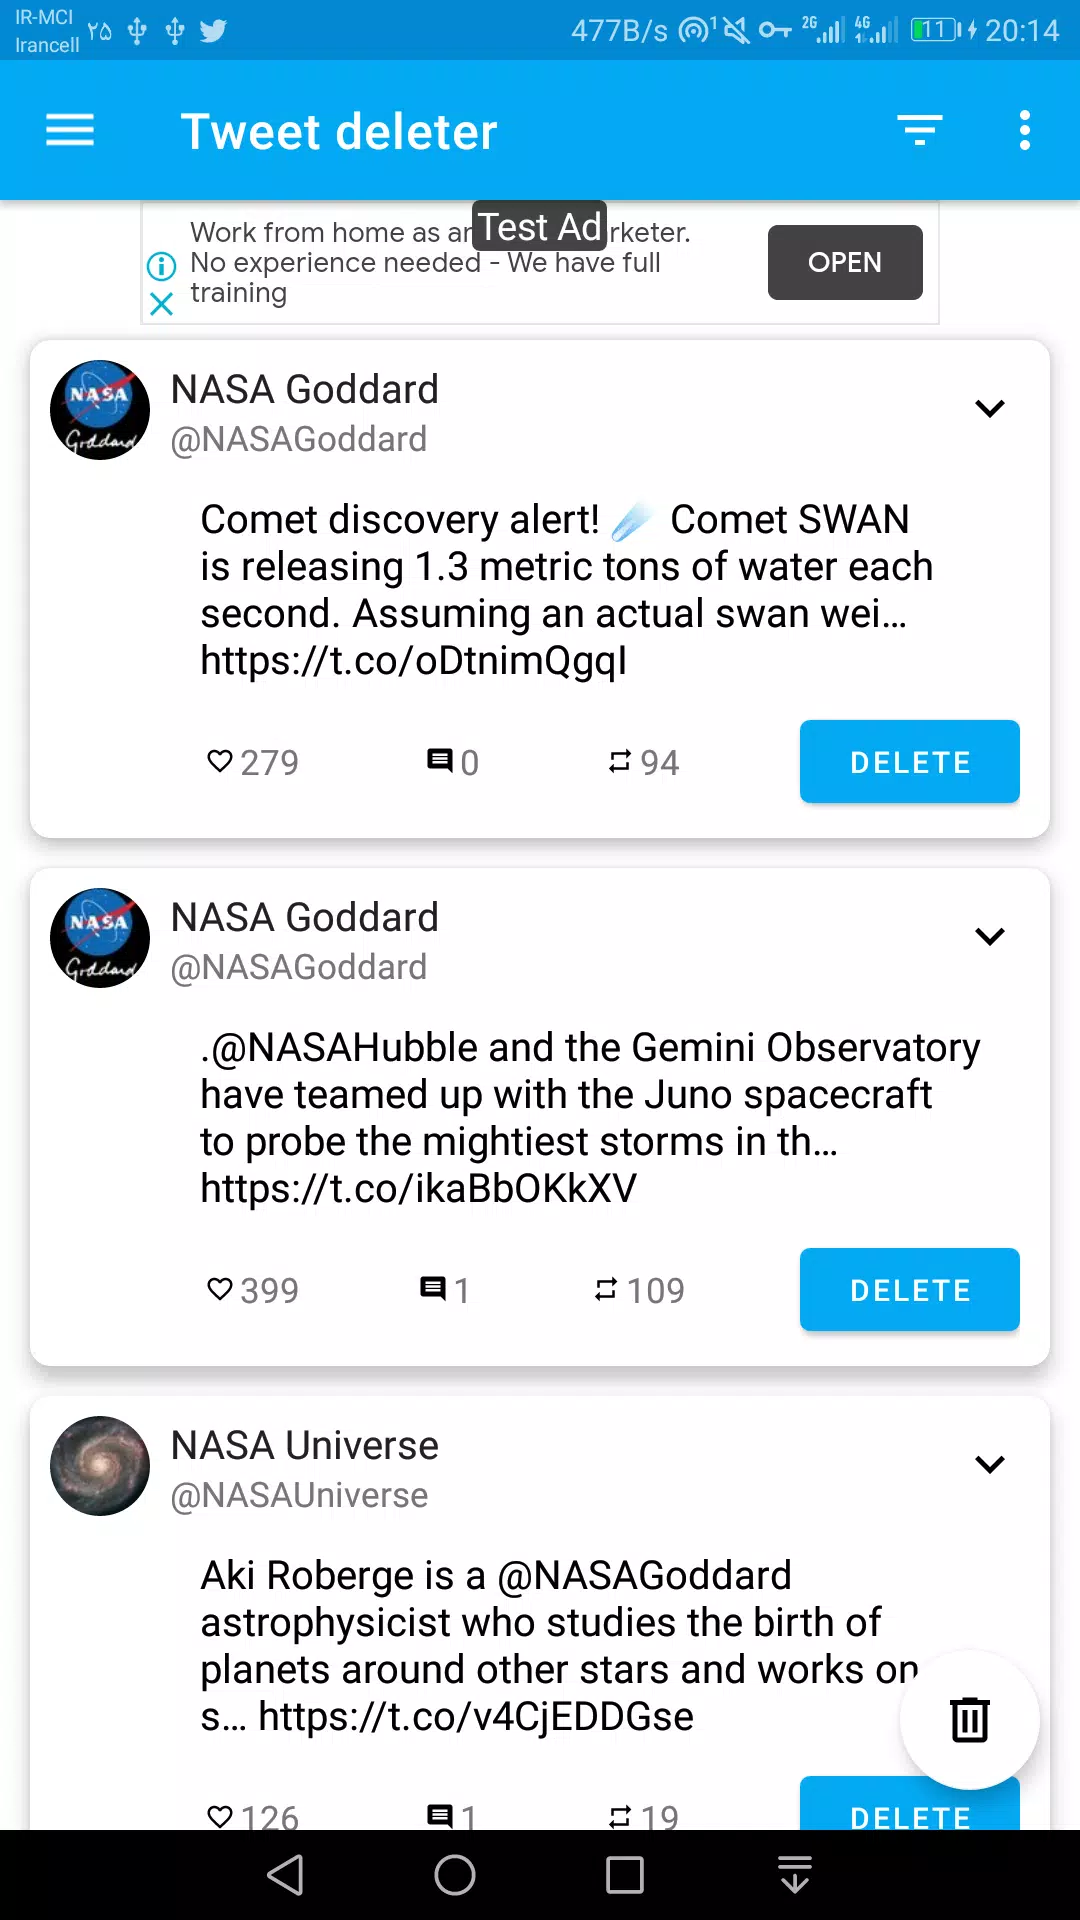 IR-MCI
Irancell
۲۵
477B/s 1 2G 4G 11 20:14
Tweet deleter
Test Ad
Work from home as ar rketer.
No experience needed - We have full
training
OPEN
NASA Goddard
@NASAGoddard
Comet discovery alert! ☄️ Comet SWAN
is releasing 1.3 metric tons of water each
second. Assuming an actual swan wei…
https://t.co/oDtnimQgqI
279 0 94 DELETE
NASA Goddard
@NASAGoddard
.@NASAHubble and the Gemini Observatory
have teamed up with the Juno spacecraft
to probe the mightiest storms in th…
https://t.co/ikaBbOKkXV
399 1 109 DELETE
NASA Universe
@NASAUniverse
Aki Roberge is a @NASAGoddard
astrophysicist who studies the birth of
planets around other stars and works on
s… https://t.co/v4CjEDDGse
126 1 19 DELETE